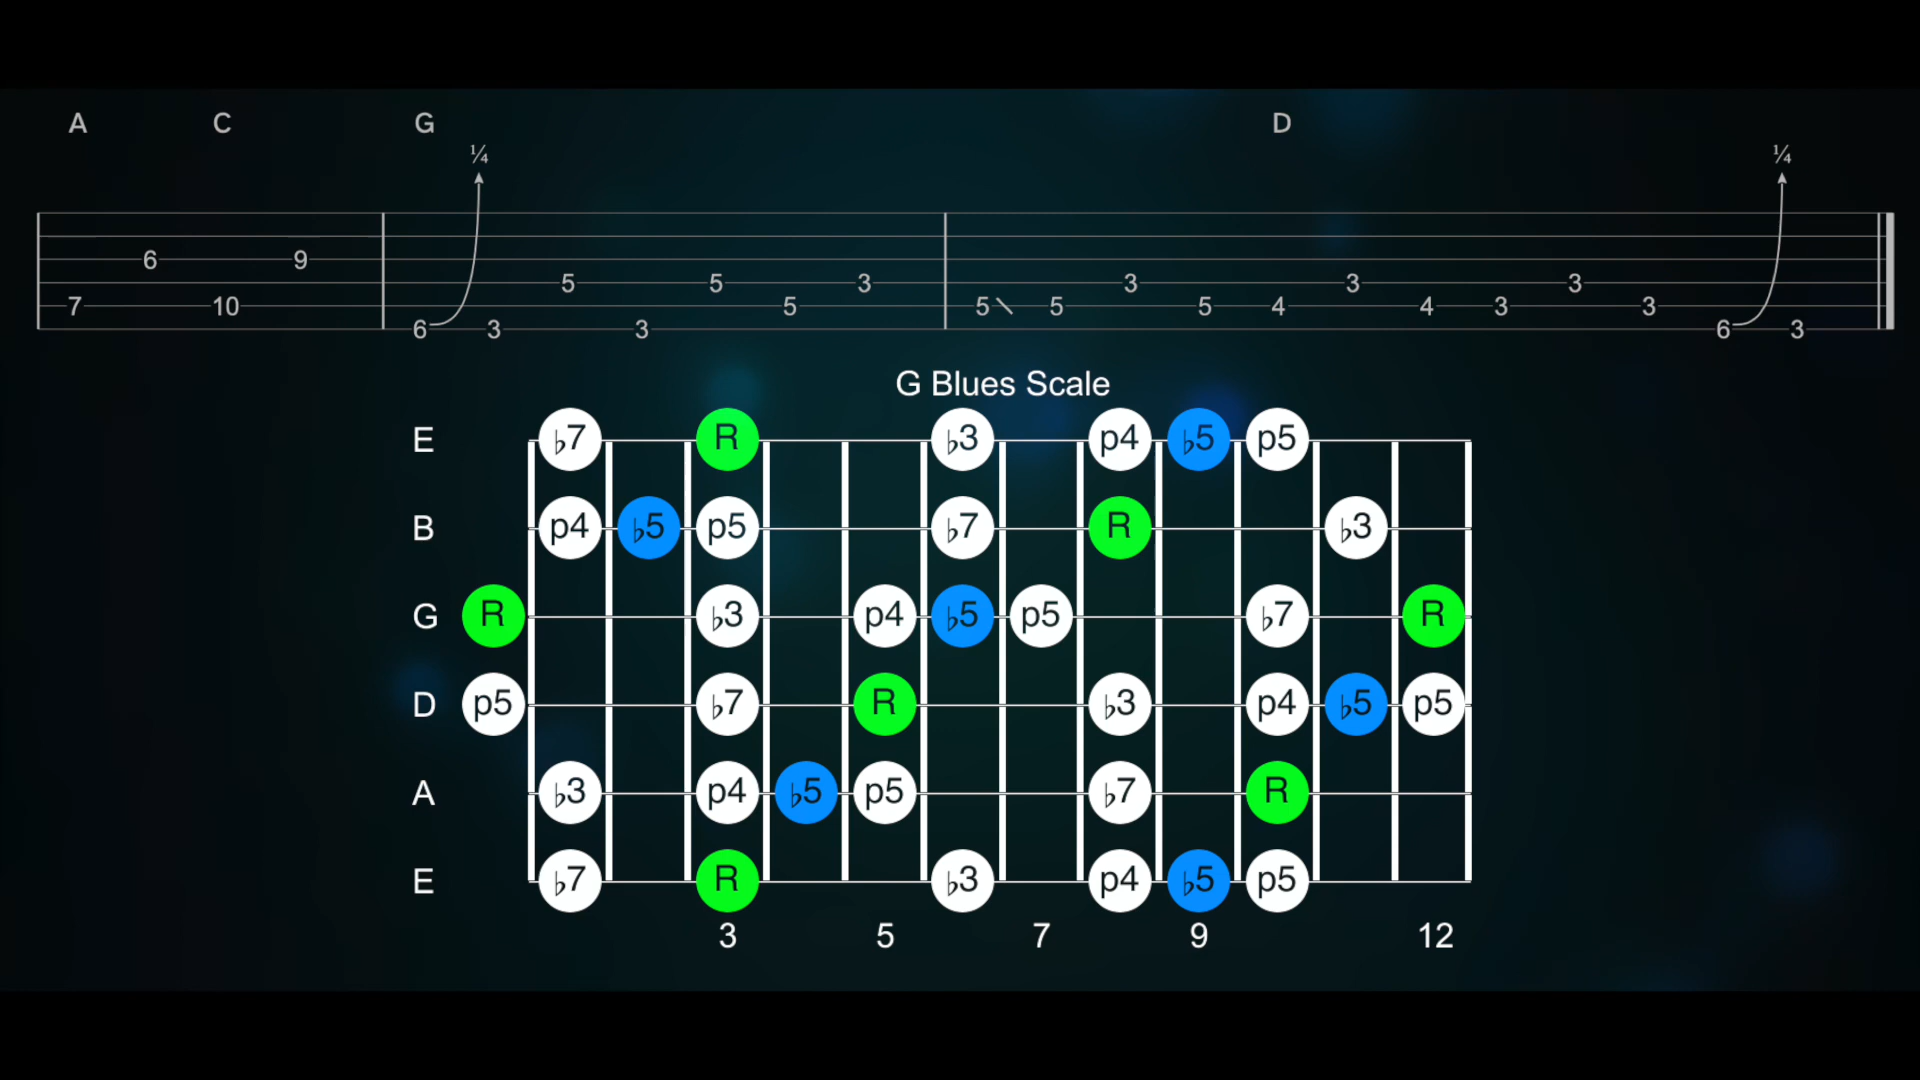 A C G D
¼ ¼
6 9
5 5 3 3 3 3
7 10 5 5 5 5 4 4 3 3
6 3 3 6 3
G Blues Scale
E ♭7 R ♭3 p4 ♭5 p5
B p4 ♭5 p5 ♭7 R ♭3
G R ♭3 p4 ♭5 p5 ♭7 R
D p5 ♭7 R ♭3 p4 ♭5 p5
A ♭3 p4 ♭5 p5 ♭7 R
E ♭7 R ♭3 p4 ♭5 p5
3 5 7 9 12